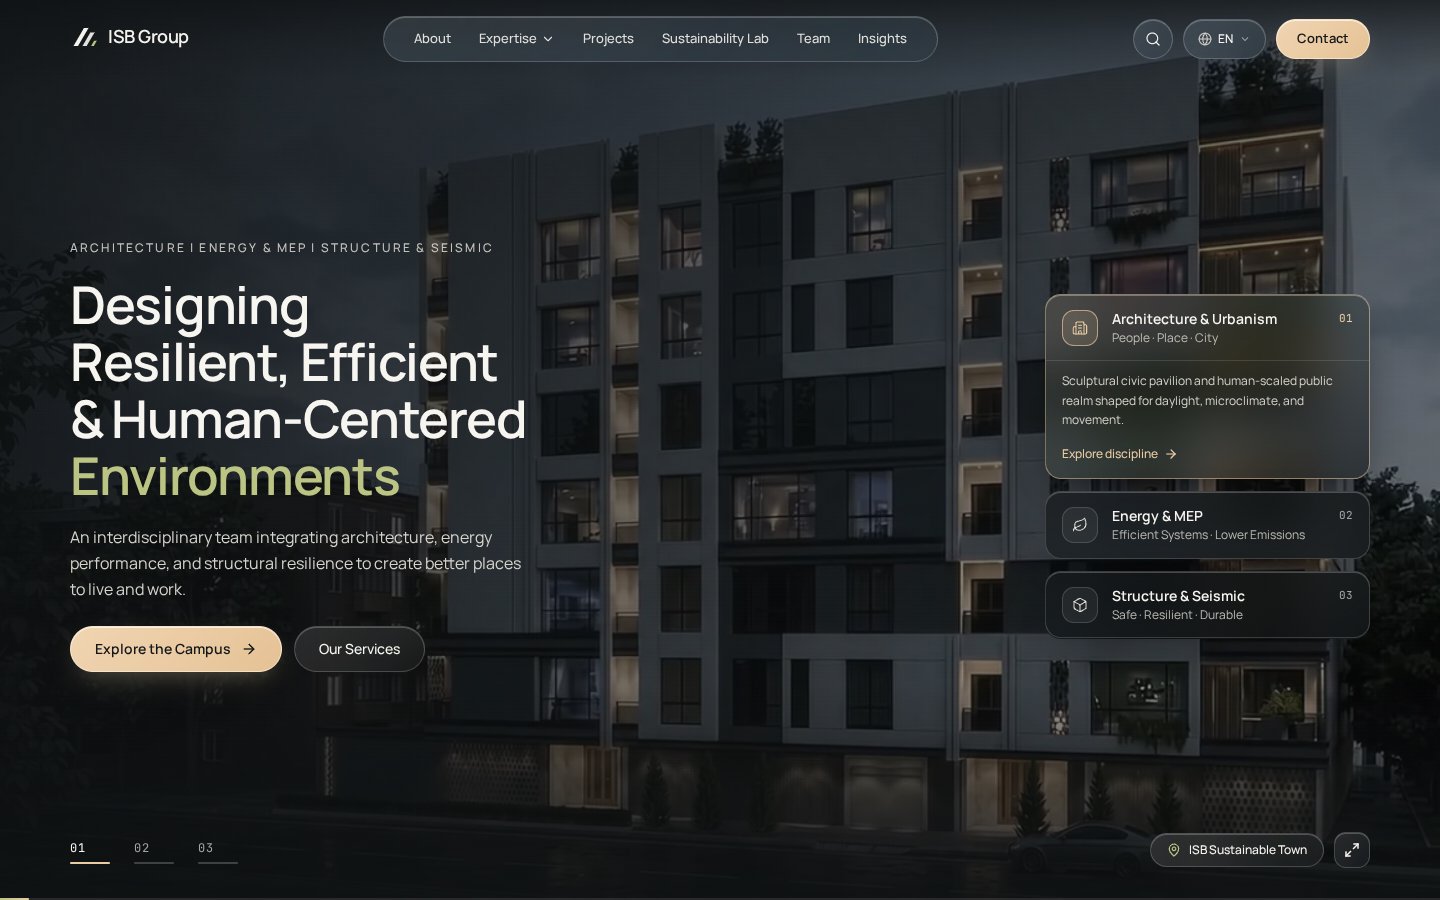 ISB Group
About
Expertise
Projects
Sustainability Lab
Team
Insights
EN
Contact
ARCHITECTURE | ENERGY & MEP | STRUCTURE & SEISMIC
Designing
Resilient, Efficient
& Human-Centered
Environments
An interdisciplinary team integrating architecture, energy
performance, and structural resilience to create better places
to live and work.
Explore the Campus
Our Services
Architecture & Urbanism
01
People · Place · City
Sculptural civic pavilion and human-scaled public
realm shaped for daylight, microclimate, and
movement.
Explore discipline
Energy & MEP
02
Efficient Systems · Lower Emissions
Structure & Seismic
03
Safe · Resilient · Durable
01
02
03
ISB Sustainable Town